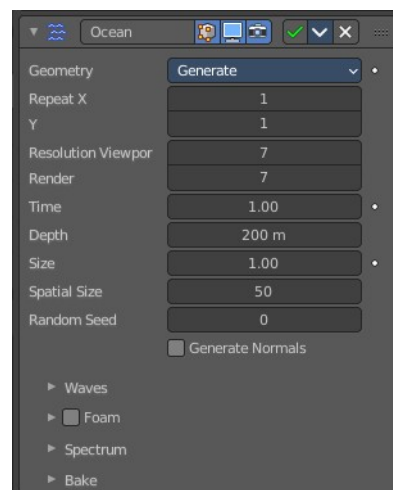 Ocean
Geometry Generate
Repeat X 1
Y 1
Resolution Viewpor 7
Render 7
Time 1.00
Depth 200 m
Size 1.00
Spatial Size 50
Random Seed 0
Generate Normals
Waves
Foam
Spectrum
Bake